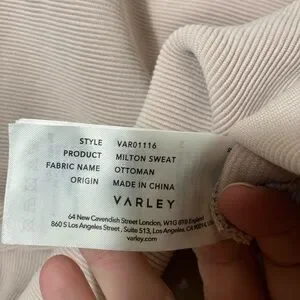 STYLE VAR01116
PRODUCT MILTON SWEAT
FABRIC NAME OTTOMAN
ORIGIN MADE IN CHINA
VARLEY
64 New Cavendish Street London, W1G 8TB England
860 S Los Angeles Street, Suite 513, Los Angeles, CA 90014,
varley.com